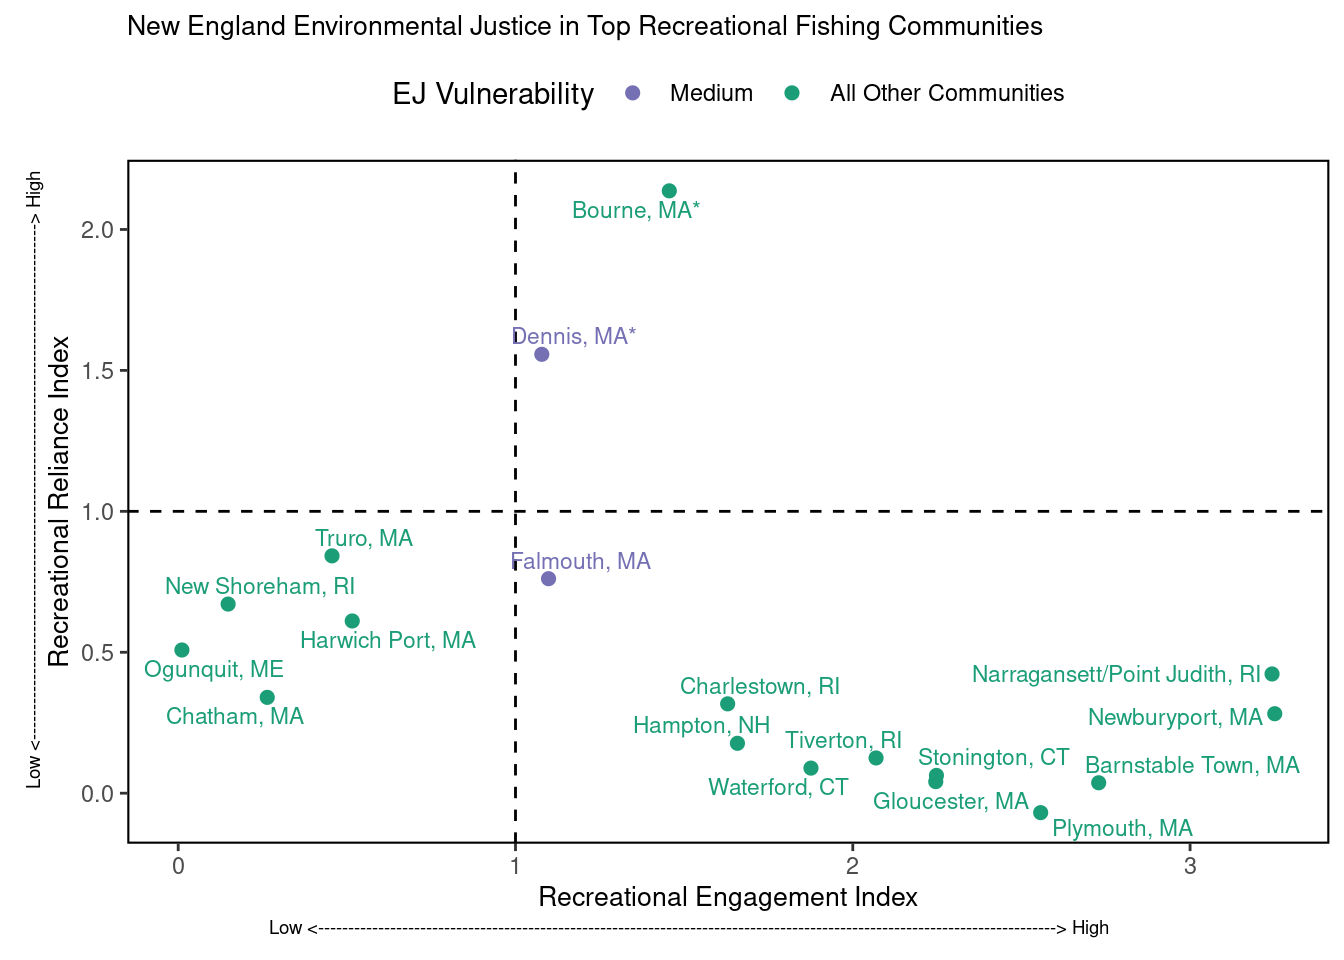 New England Environmental Justice in Top Recreational Fishing Communities
EJ Vulnerability
Medium
All Other Communities
Low <-----------------------------------------------------------------------------------------> High
Recreational Reliance Index
2.0
1.5
1.0
0.5
0.0
Bourne, MA*
Dennis, MA*
Truro, MA
Falmouth, MA
New Shoreham, RI
Harwich Port, MA
Ogunquit, ME
Chatham, MA
Narragansett/Point Judith, RI
Charlestown, RI
Newburyport, MA
Hampton, NH
Tiverton, RI
Stonington, CT
Barnstable Town, MA
Waterford, CT
Gloucester, MA
Plymouth, MA
0
1
2
3
Recreational Engagement Index
Low <---------------------------------------------------------------------------------------------------------------------------> High